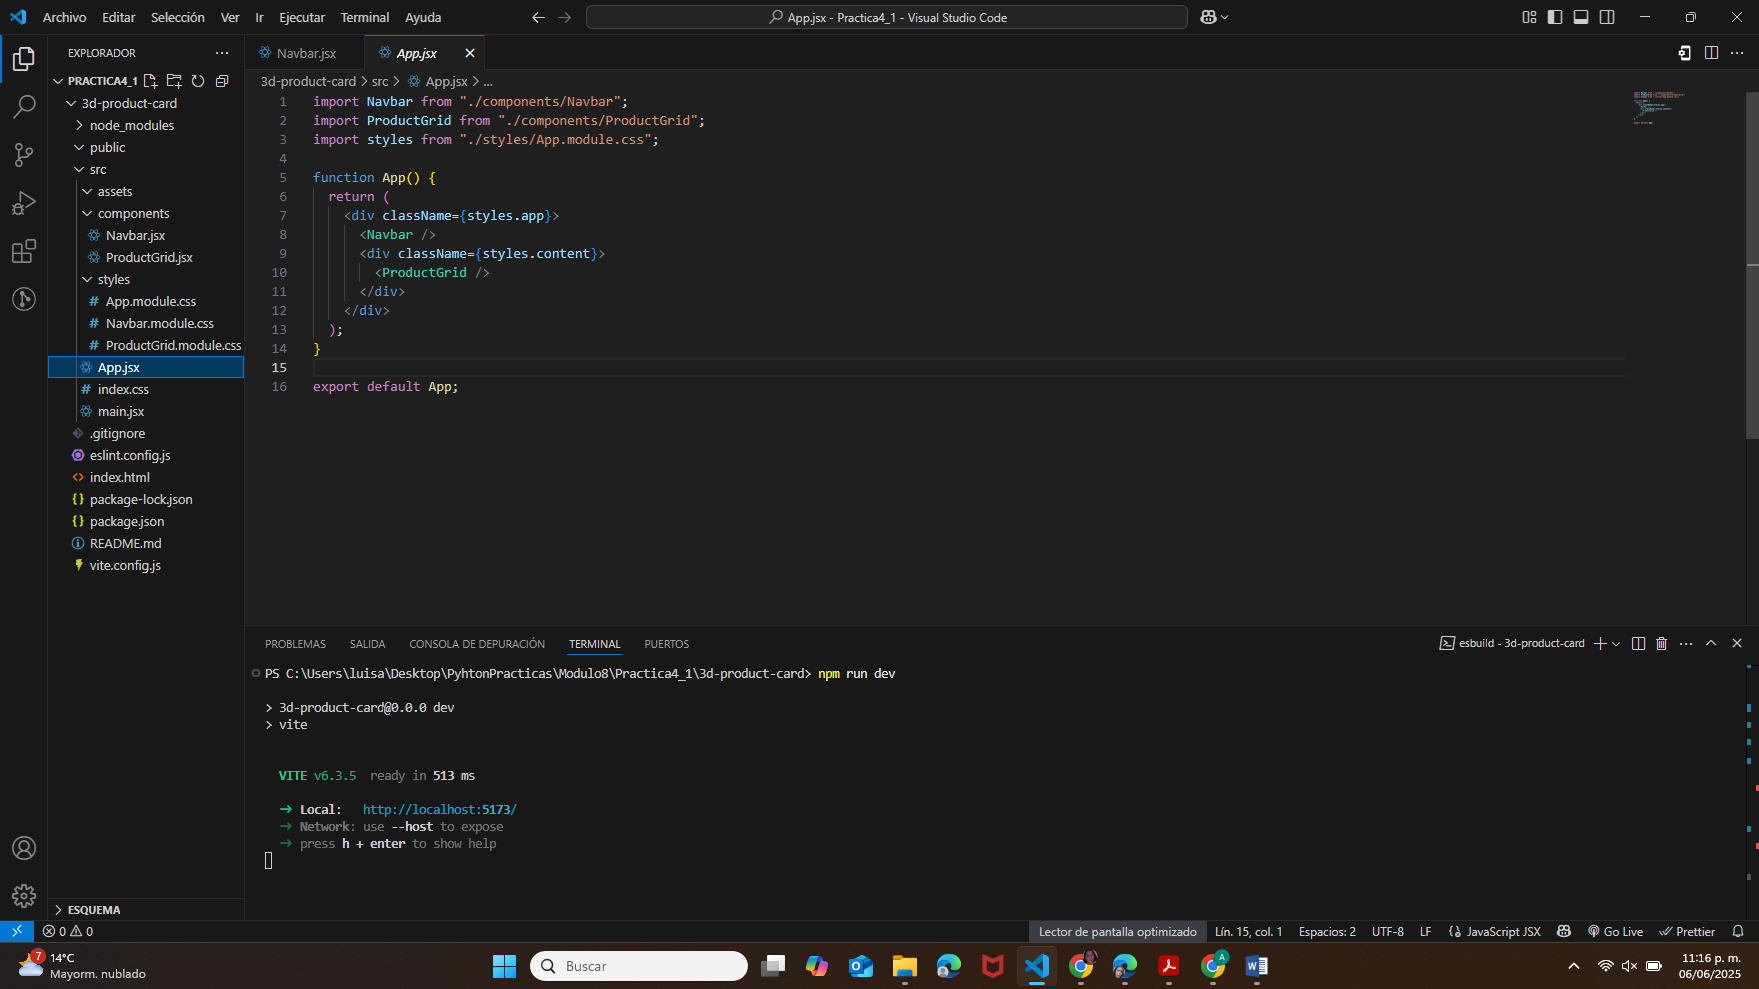 Archivo Editar Selección Ver Ir Ejecutar Terminal Ayuda
App.jsx - Practica4_1 - Visual Studio Code
EXPLORADOR
PRACTICA4_1
3d-product-card
node_modules
public
src
assets
components
Navbar.jsx
ProductGrid.jsx
styles
App.module.css
Navbar.module.css
ProductGrid.module.css
App.jsx
index.css
main.jsx
.gitignore
eslint.config.js
index.html
package-lock.json
package.json
README.md
vite.config.js
ESQUEMA
Navbar.jsx App.jsx
3d-product-card > src > App.jsx > ...
1 import Navbar from "./components/Navbar";
2 import ProductGrid from "./components/ProductGrid";
3 import styles from "./styles/App.module.css";
4
5 function App() {
6 return (
7 <div className={styles.app}>
8 <Navbar />
9 <div className={styles.content}>
10 <ProductGrid />
11 </div>
12 </div>
13 );
14 }
15
16 export default App;
PROBLEMAS SALIDA CONSOLA DE DEPURACIÓN TERMINAL PUERTOS
esbuild - 3d-product-card
PS C:\Users\luisa\Desktop\PyhtonPracticas\Modulo8\Practica4_1\3d-product-card> npm run dev
> 3d-product-card@0.0.0 dev
> vite
VITE v6.3.5 ready in 513 ms
➜ Local: http://localhost:5173/
➜ Network: use --host to expose
➜ press h + enter to show help
0 0
Lector de pantalla optimizado Lín. 15, col. 1 Espacios: 2 UTF-8 LF JavaScript JSX Go Live Prettier
7
14°C
Mayorm. nublado
Buscar
A
11:16 p. m.
06/06/2025